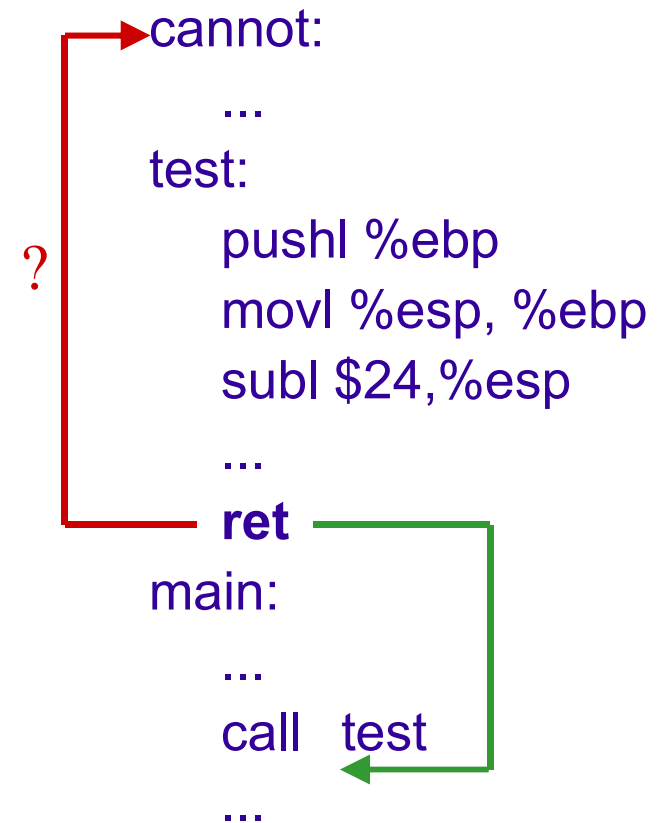 cannot:
...
test:
pushl %ebp
movl %esp, %ebp
?
subl $24,%esp
...
ret
main:
...
call test
...